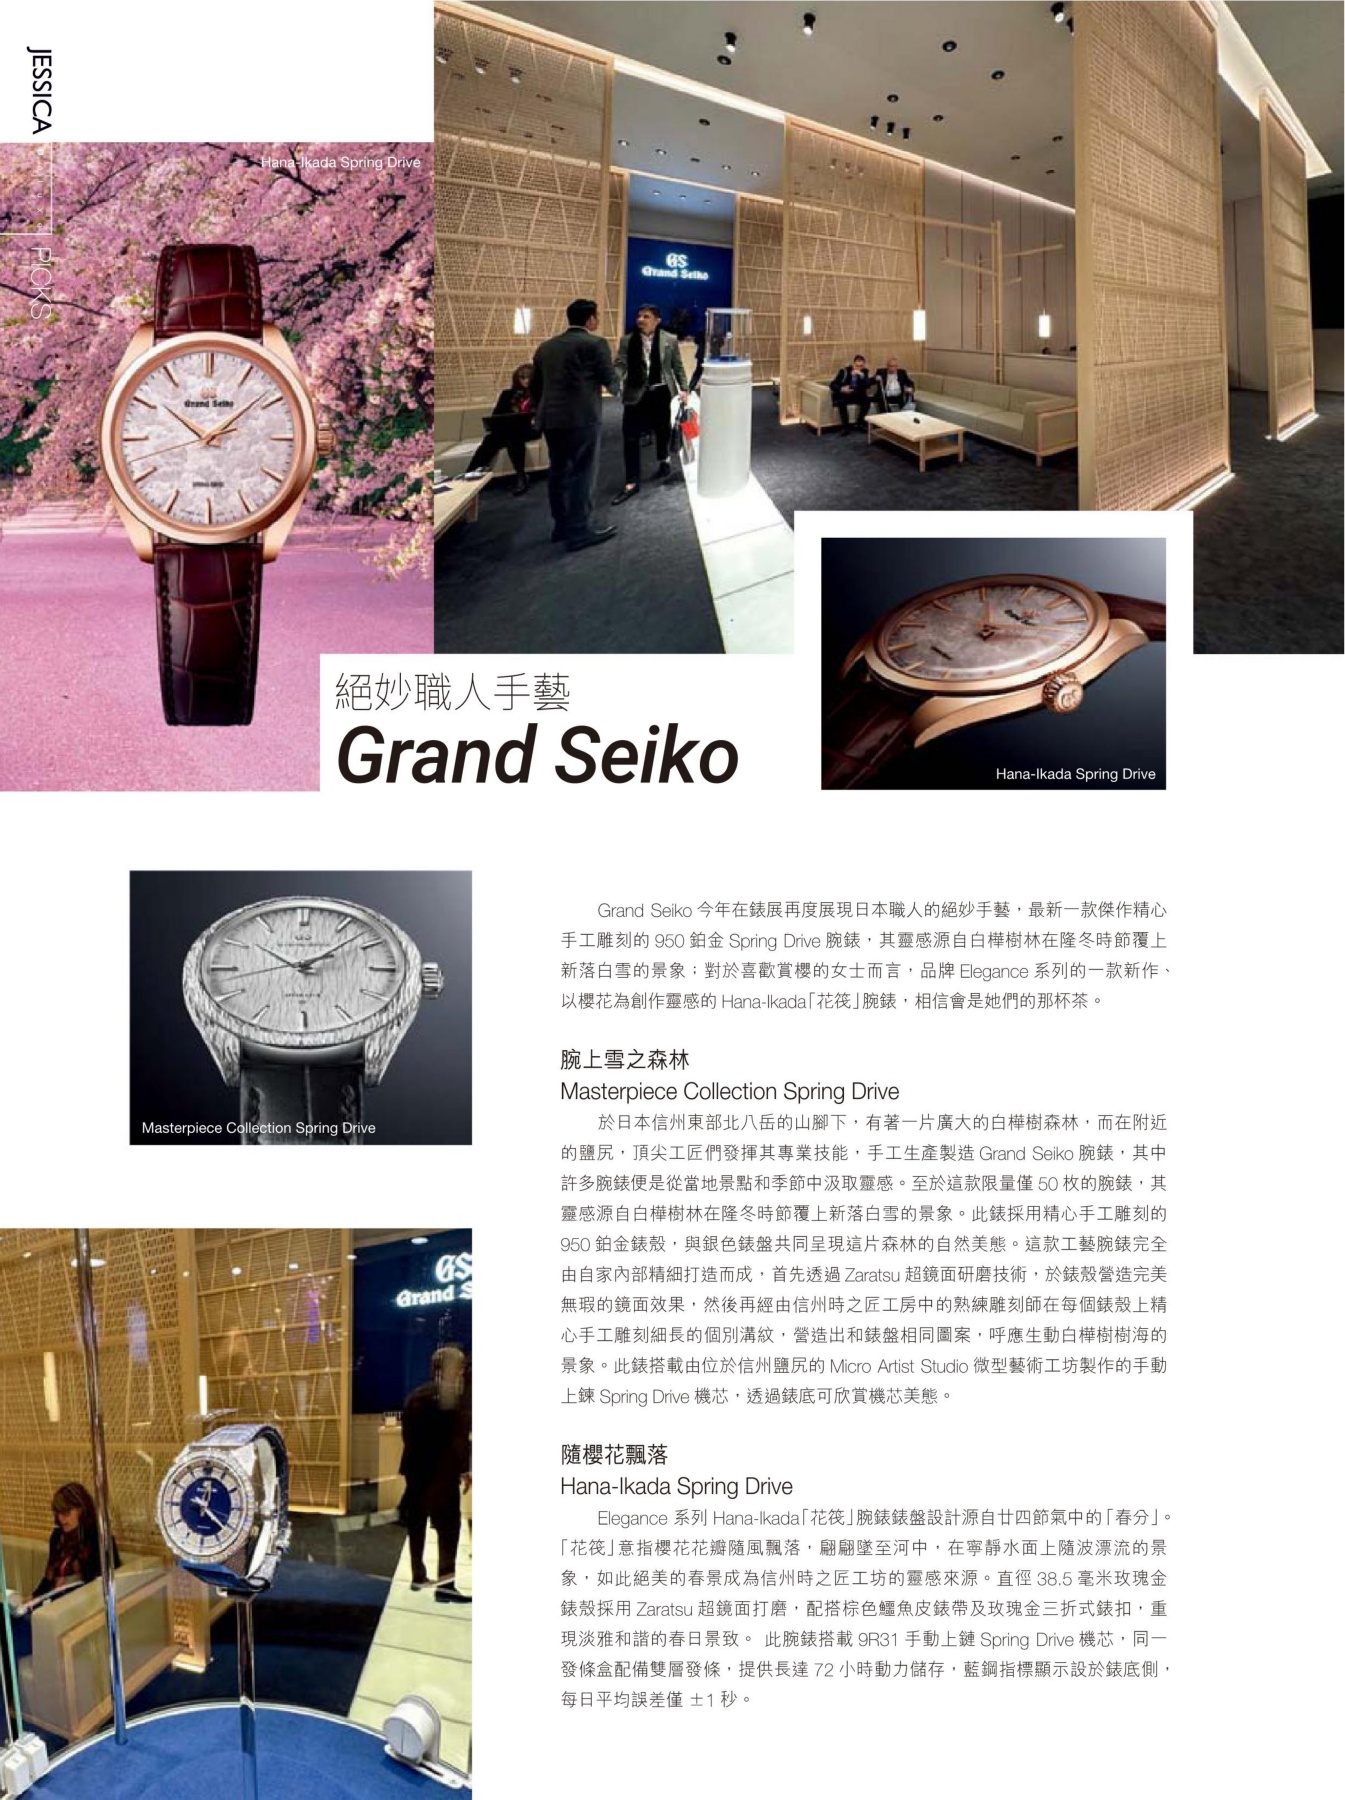 JESSICA
PICKS
Hana-Ikada Spring Drive
GS
Grand Seiko
GS
Grand Seiko
SPRING DRIVE
GS
Grand Seiko
Hana-Ikada Spring Drive
絕妙職人手藝
Grand Seiko
GS
Masterpiece Collection Spring Drive
GS
Grand S
Grand Seiko 今年在錶展再度展現日本職人的絕妙手藝，最新一款傑作精心
手工雕刻的 950 鉑金 Spring Drive 腕錶，其靈感源自白樺樹林在隆冬時節覆上
新落白雪的景象；對於喜歡賞櫻的女士而言，品牌 Elegance 系列的一款新作、
以櫻花為創作靈感的 Hana-Ikada「花筏」腕錶，相信會是她們的那杯茶。
腕上雪之森林
Masterpiece Collection Spring Drive
於日本信州東部北八岳的山腳下，有著一片廣大的白樺樹森林，而在附近
的鹽尻，頂尖工匠們發揮其專業技能，手工生產製造 Grand Seiko 腕錶，其中
許多腕錶便是從當地景點和季節中汲取靈感。至於這款限量僅 50 枚的腕錶，其
靈感源自白樺樹林在隆冬時節覆上新落白雪的景象。此錶採用精心手工雕刻的
950 鉑金錶殼，與銀色錶盤共同呈現這片森林的自然美態。這款工藝腕錶完全
由自家內部精細打造而成，首先透過 Zaratsu 超鏡面研磨技術，於錶殼營造完美
無瑕的鏡面效果，然後再經由信州時之匠工房中的熟練雕刻師在每個錶殼上精
心手工雕刻細長的個別溝紋，營造出和錶盤相同圖案，呼應生動白樺樹樹海的
景象。此錶搭載由位於信州鹽尻的 Micro Artist Studio 微型藝術工坊製作的手動
上鍊 Spring Drive 機芯，透過錶底可欣賞機芯美態。
隨櫻花飄落
Hana-Ikada Spring Drive
Elegance 系列 Hana-Ikada「花筏」腕錶錶盤設計源自廿四節氣中的「春分」。
「花筏」意指櫻花花瓣隨風飄落，翩翩墜至河中，在寧靜水面上隨波漂流的景
象，如此絕美的春景成為信州時之匠工坊的靈感來源。直徑 38.5 毫米玫瑰金
錶殼採用 Zaratsu 超鏡面打磨，配搭棕色鱷魚皮錶帶及玫瑰金三折式錶扣，重
現淡雅和諧的春日景致。 此腕錶搭載 9R31 手動上鏈 Spring Drive 機芯，同一
發條盒配備雙層發條，提供長達 72 小時動力儲存，藍鋼指標顯示設於錶底側，
每日平均誤差僅 ±1 秒。